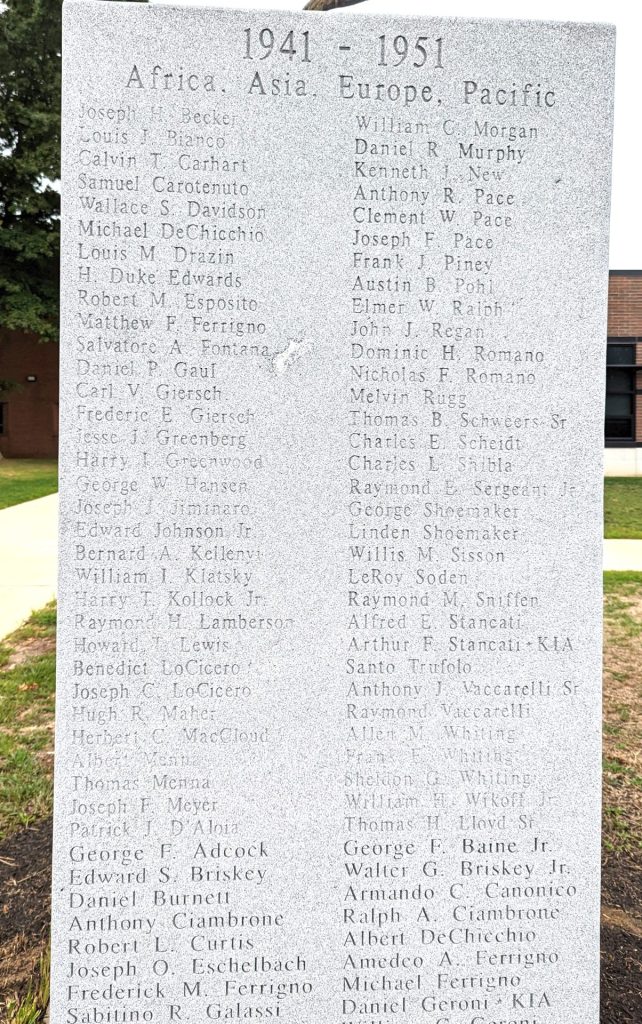 1941 - 1951
Africa, Asia, Europe, Pacific
Joseph H. Becker
Louis J. Bianco
Calvin T. Carhart
Samuel Carotenuto
Wallace S. Davidson
Michael DeChicchio
Louis M. Drazin
H. Duke Edwards
Robert M. Esposito
Matthew F. Ferrigno
Salvatore A. Fontana
Daniel P. Gaul
Carl V. Giersch
Frederic E. Giersch
Jesse J. Greenberg
Harry I. Greenwood
George W. Hansen
Joseph J. Jiminaro
Edward Johnson Jr.
Bernard A. Kellenyi
William I. Klatsky
Harry T. Kollock Jr.
Raymond H. Lamberson
Howard T. Lewis
Benedict LoCicero
Joseph C. LoCicero
Hugh R. Maher
Herbert C. MacCloud
Albert Menna
Thomas Menna
Joseph F. Meyer
Patrick J. D'Aloia
George F. Adcock
Edward S. Briskey
Daniel Burnett
Anthony Ciambrone
Robert L. Curtis
Joseph O. Eschelbach
Frederick M. Ferrigno
Sabitino R. Galassi
William C. Morgan
Daniel R. Murphy
Kenneth J. New
Anthony R. Pace
Clement W. Pace
Joseph F. Pace
Frank J. Piney
Austin B. Pohl
Elmer W. Ralph
John J. Regan
Dominic H. Romano
Nicholas F. Romano
Melvin Rugg
Thomas B. Schweers Sr
Charles E. Scheidt
Charles L. Shibla
Raymond E. Sergeant Jr.
George Shoemaker
Linden Shoemaker
Willis M. Sisson
LeRoy Soden
Raymond M. Sniffen
Alfred E. Stancati
Arthur F. Stancati · KIA
Santo Trufolo
Anthony J. Vaccarelli Sr
Raymond Vaccarelli
Allen M. Whiting
Frank E. Whiting
Sheldon G. Whiting
William H. Wikoff Jr.
Thomas H. Lloyd Sr.
George F. Baine Jr.
Walter G. Briskey Jr.
Armando C. Canonico
Ralph A. Ciambrone
Albert DeChicchio
Amedeo A. Ferrigno
Michael Ferrigno
Daniel Geroni · KIA